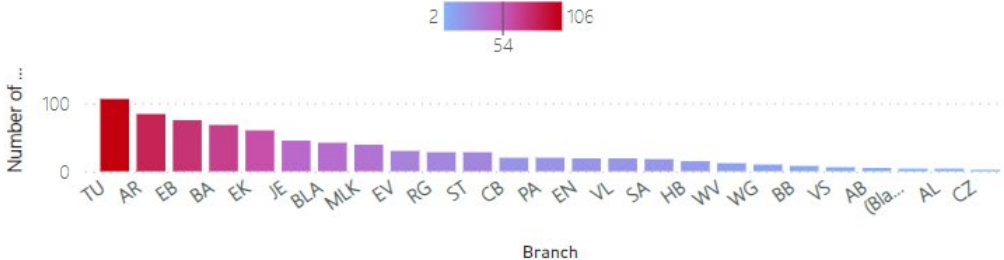 2 106
54
Number of ...
100
0
TU AR EB BA EK JE BLA MLK EV RG ST CB PA EN VL SA HB WV WG BB VS AB (Bla... AL CZ
Branch